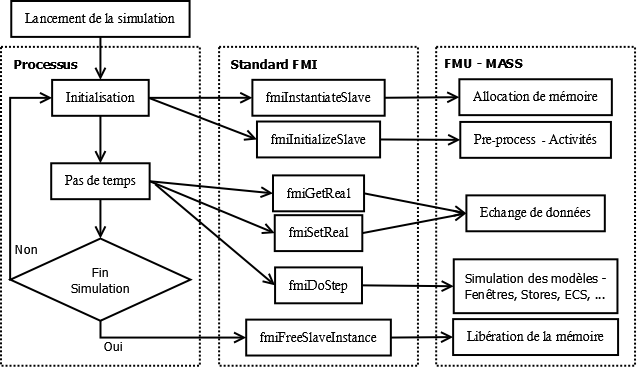 Lancement de la simulation
Processus
Standard FMI
FMU - MASS
Initialisation
fmiInstantiateSlave
Allocation de mémoire
fmiInitializeSlave
Pre-process - Activités
Pas de temps
fmiGetReal
fmiSetReal
Echange de données
Non
Fin
Simulation
fmiDoStep
Simulation des modèles -
Fenêtres, Stores, ECS, ...
Oui
fmiFreeSlaveInstance
Libération de la mémoire